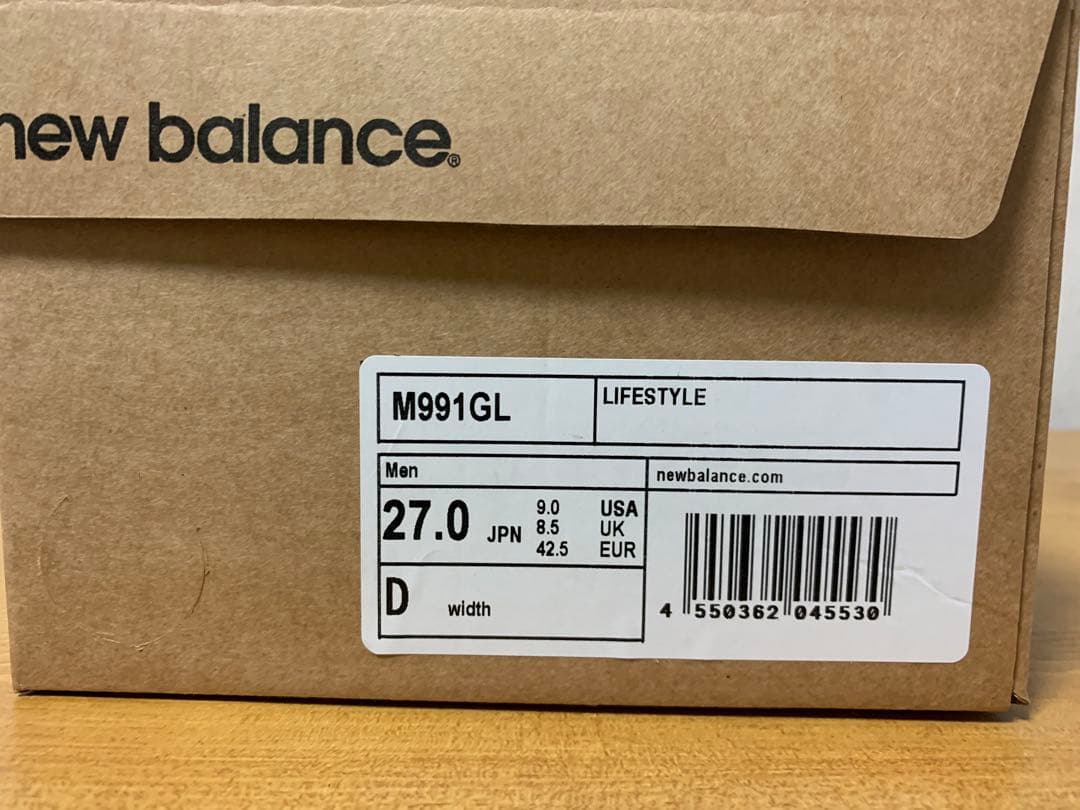 new balance®
M991GL
LIFESTYLE
Men
newbalance.com
27.0 JPN
9.0 USA
8.5 UK
42.5 EUR
D width
4 550362 045530